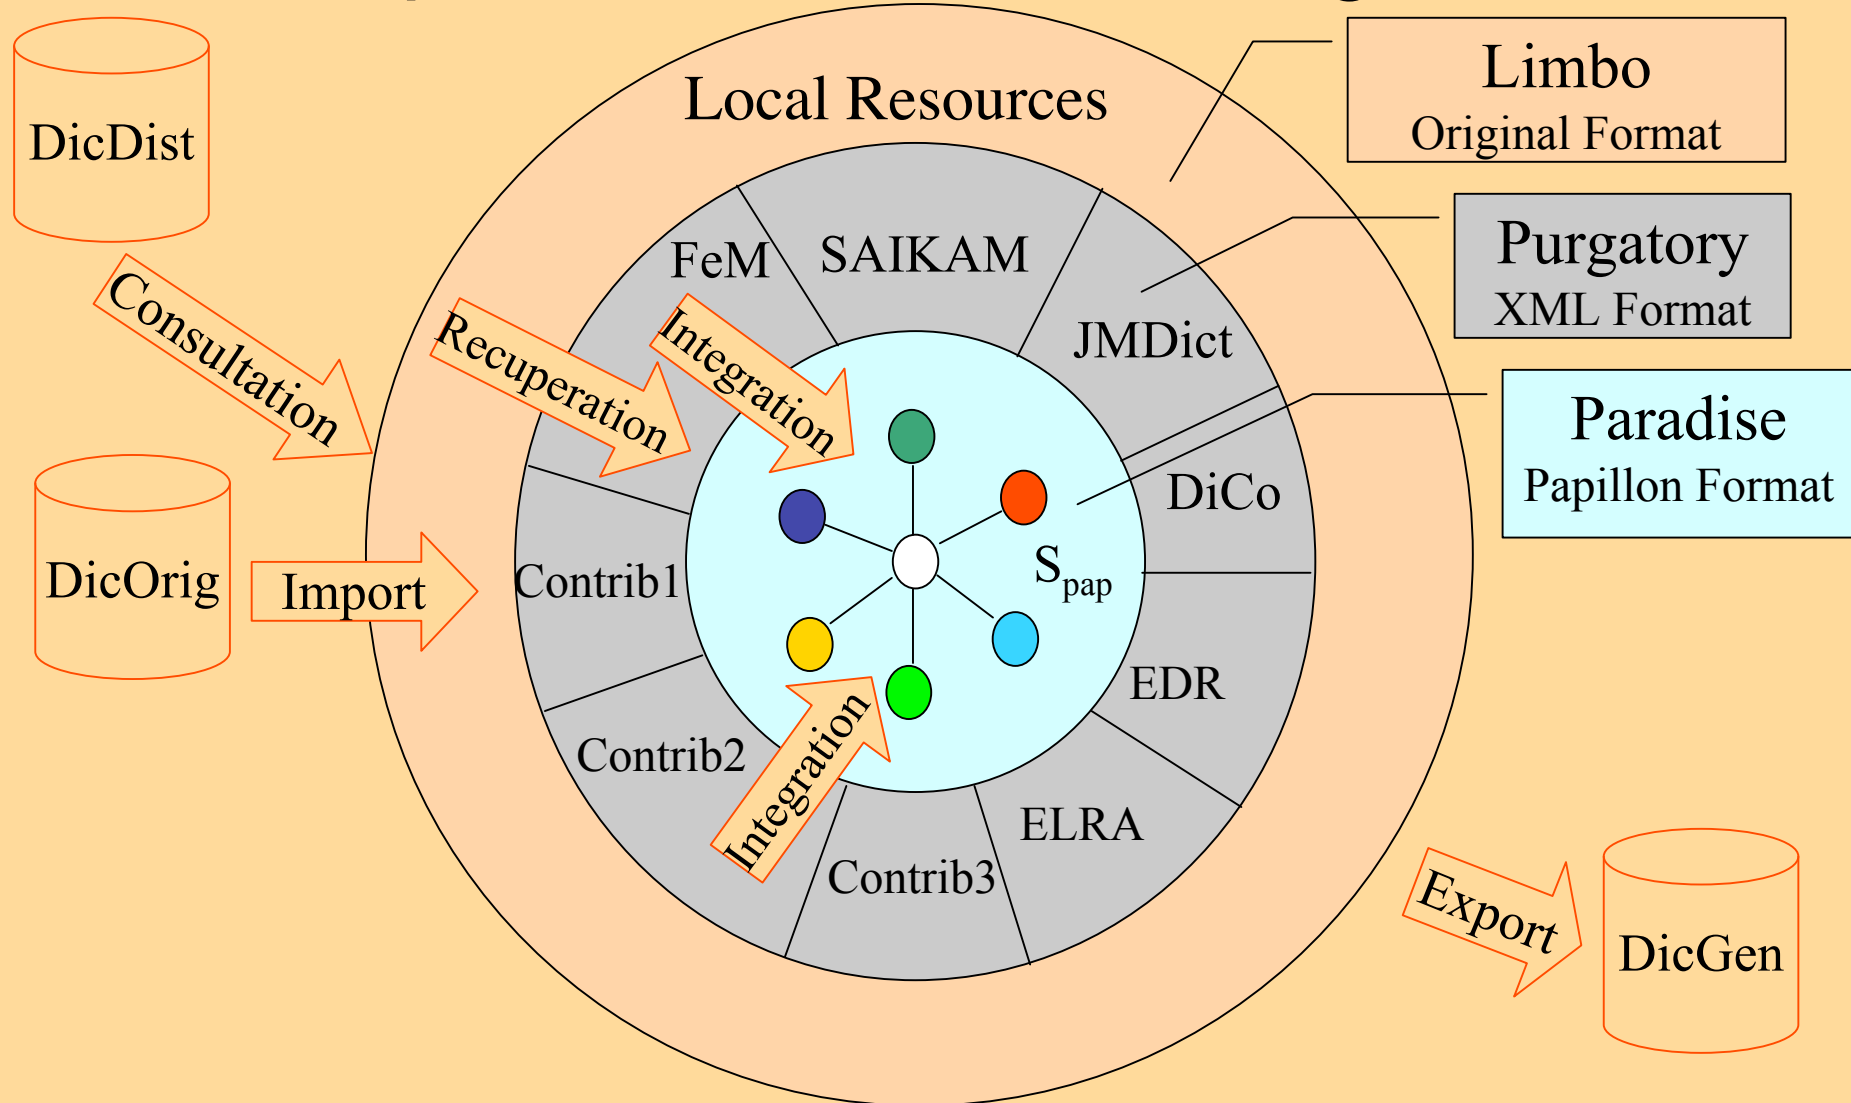 Local Resources
Limbo
Original Format
DicDist
Purgatory
XML Format
FeM
SAIKAM
JMDict
Consultation
Recuperation
Integration
Paradise
Papillon Format
DiCo
DicOrig
Import
Contrib1
Spap
EDR
Contrib2
Integration
ELRA
Contrib3
Export
DicGen